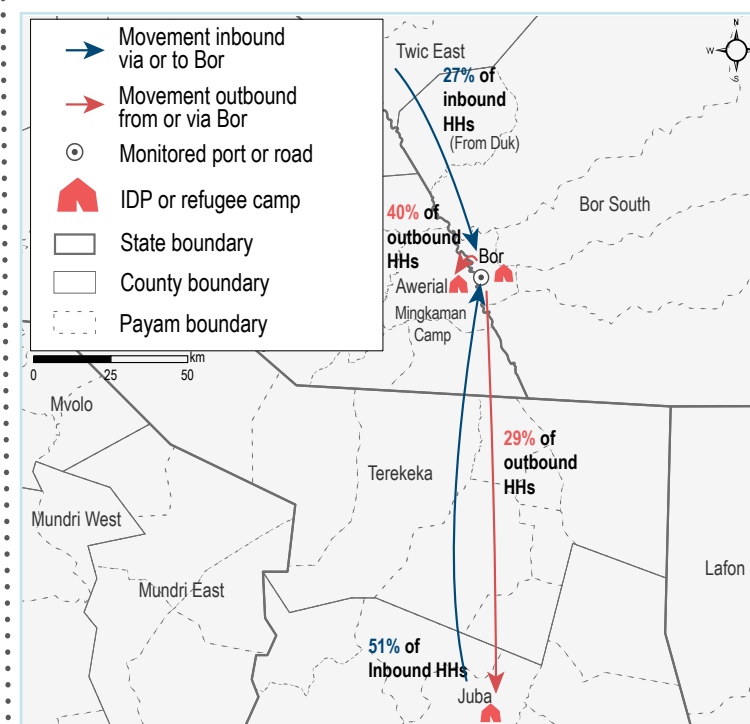 Movement inbound
via or to Bor
Movement outbound
from or via Bor
Monitored port or road
IDP or refugee camp
State boundary
County boundary
Payam boundary
km
0 25 50
N
W
S
Twic East
27% of
inbound
HHs
(From Duk)
Bor South
40% of
outbound
HHs
Bor
Awerial
Mingkaman
Camp
Mvolo
29% of
outbound
HHs
Terekeka
Mundri West
Lafon
Mundri East
51% of
Inbound HHs
Juba